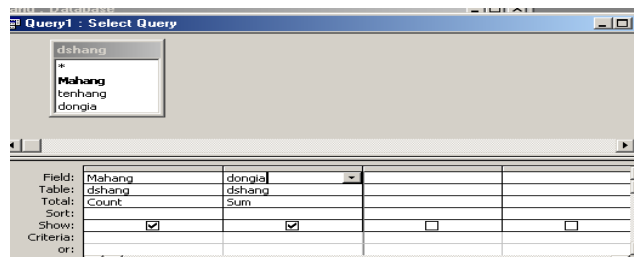 Query1 : Select Query
dshang
*
Mahang
tenhang
dongia
Field: Mahang dongia
Table: dshang dshang
Total: Count Sum
Sort:
Show:
Criteria:
or: